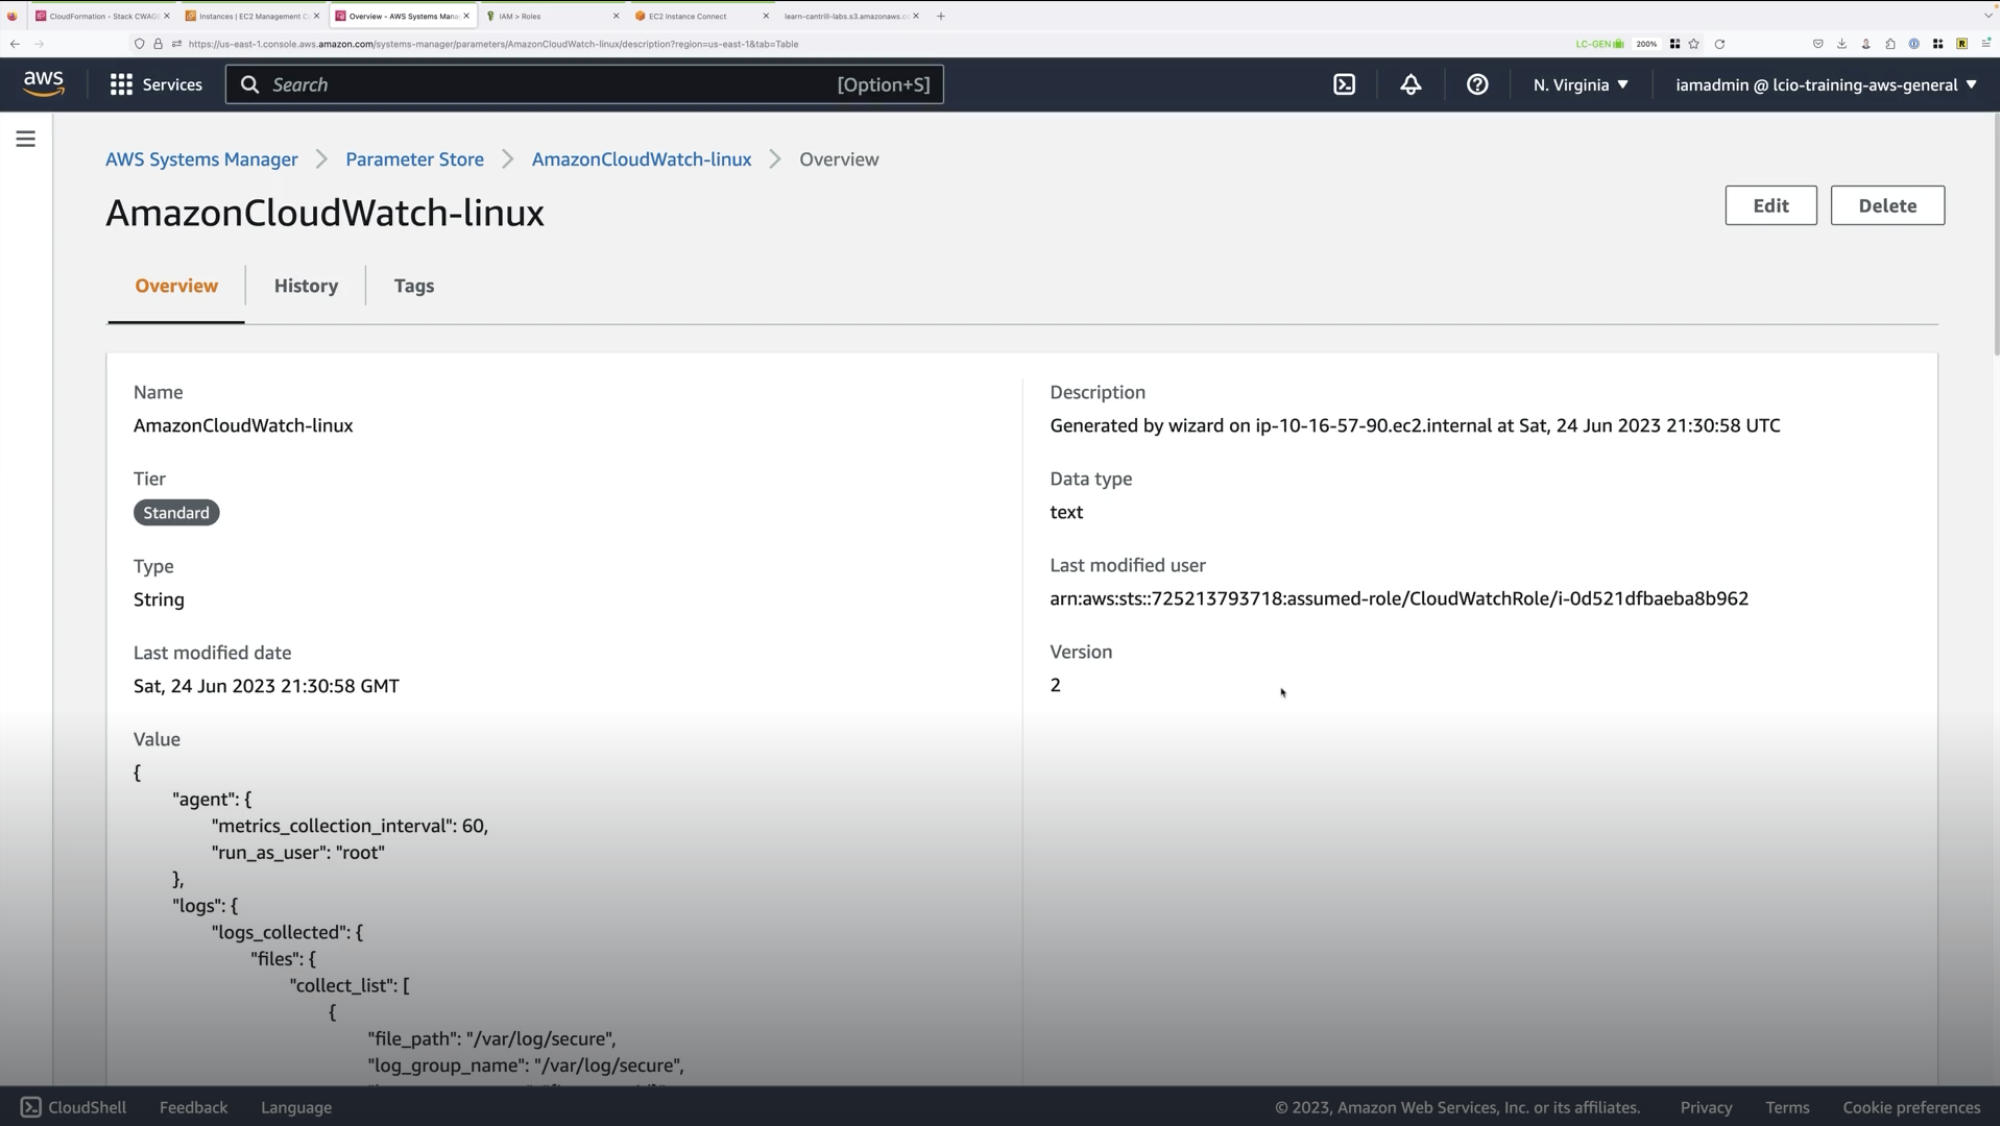 CloudFormation - Stack CWAG
Instances | EC2 Management C
Overview - AWS Systems Mana
IAM > Roles
EC2 Instance Connect
learn-cantrill-labs.s3.amazonaws.c
https://us-east-1.console.aws.amazon.com/systems-manager/parameters/AmazonCloudWatch-linux/description?region=us-east-1&tab=Table
LC-GEN
200%
aws
Services
Search
[Option+S]
N. Virginia
iamadmin @ lcio-training-aws-general
AWS Systems Manager > Parameter Store > AmazonCloudWatch-linux > Overview
AmazonCloudWatch-linux
Edit
Delete
Overview
History
Tags
Name
AmazonCloudWatch-linux
Tier
Standard
Type
String
Last modified date
Sat, 24 Jun 2023 21:30:58 GMT
Value
{
"agent": {
"metrics_collection_interval": 60,
"run_as_user": "root"
},
"logs": {
"logs_collected": {
"files": {
"collect_list": [
{
"file_path": "/var/log/secure",
"log_group_name": "/var/log/secure",
Description
Generated by wizard on ip-10-16-57-90.ec2.internal at Sat, 24 Jun 2023 21:30:58 UTC
Data type
text
Last modified user
arn:aws:sts::725213793718:assumed-role/CloudWatchRole/i-0d521dfbaeba8b962
Version
2
CloudShell
Feedback
Language
© 2023, Amazon Web Services, Inc. or its affiliates.
Privacy
Terms
Cookie preferences